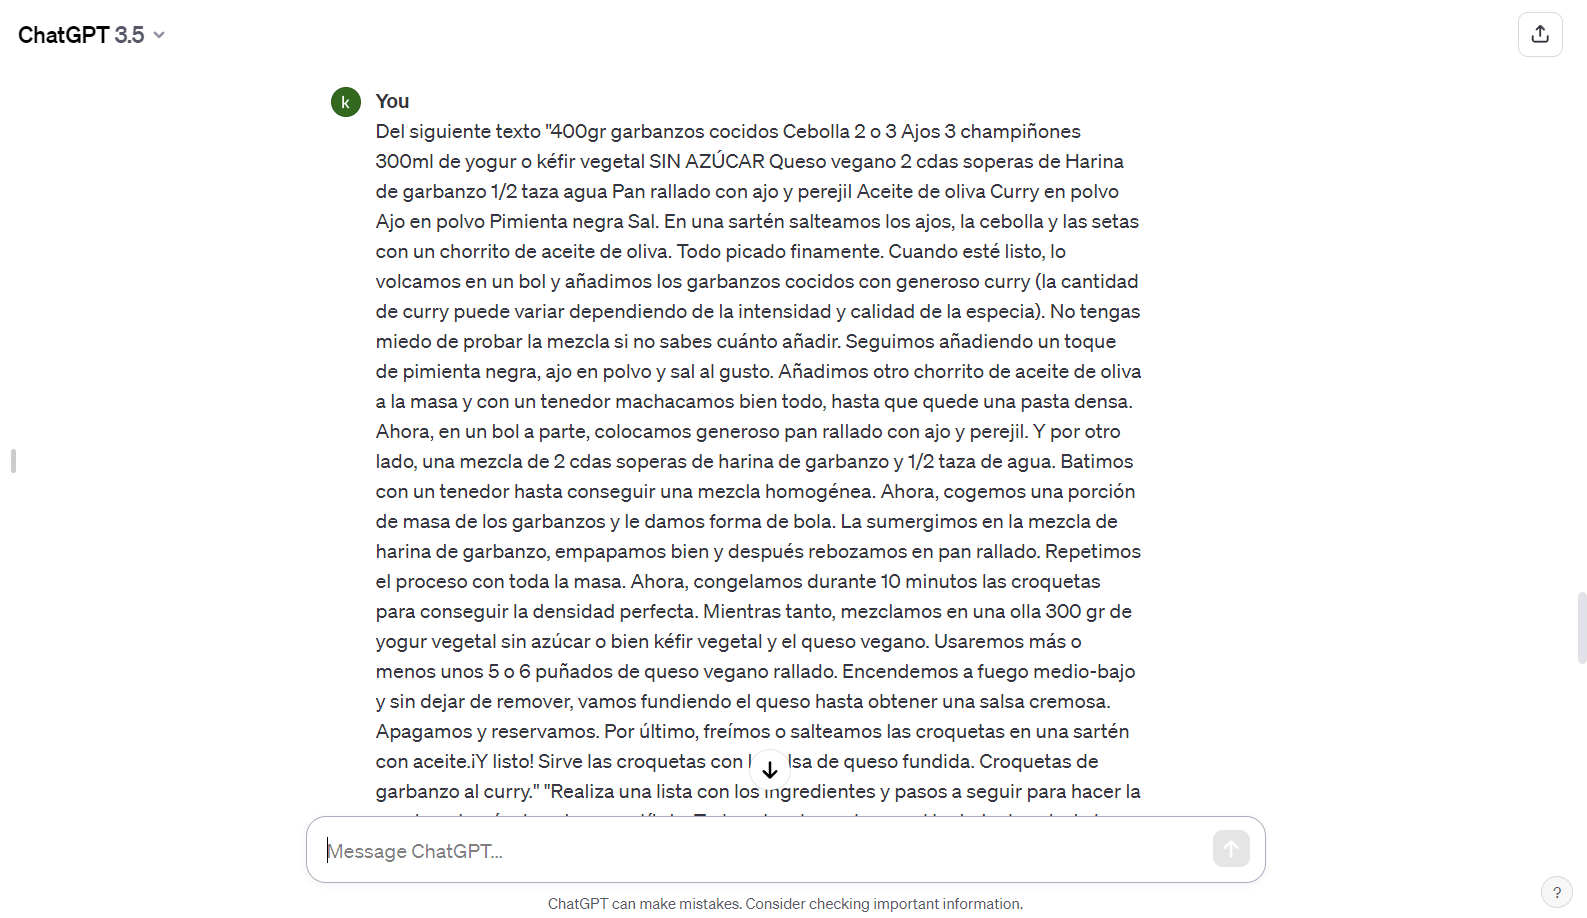 ChatGPT 3.5
k
You
Del siguiente texto "400gr garbanzos cocidos Cebolla 2 o 3 Ajos 3 champiñones
300ml de yogur o kéfir vegetal SIN AZÚCAR Queso vegano 2 cdas soperas de Harina
de garbanzo 1/2 taza agua Pan rallado con ajo y perejil Aceite de oliva Curry en polvo
Ajo en polvo Pimienta negra Sal. En una sartén salteamos los ajos, la cebolla y las setas
con un chorrito de aceite de oliva. Todo picado finamente. Cuando esté listo, lo
volcamos en un bol y añadimos los garbanzos cocidos con generoso curry (la cantidad
de curry puede variar dependiendo de la intensidad y calidad de la especia). No tengas
miedo de probar la mezcla si no sabes cuánto añadir. Seguimos añadiendo un toque
de pimienta negra, ajo en polvo y sal al gusto. Añadimos otro chorrito de aceite de oliva
a la masa y con un tenedor machacamos bien todo, hasta que quede una pasta densa.
Ahora, en un bol a parte, colocamos generoso pan rallado con ajo y perejil. Y por otro
lado, una mezcla de 2 cdas soperas de harina de garbanzo y 1/2 taza de agua. Batimos
con un tenedor hasta conseguir una mezcla homogénea. Ahora, cogemos una porción
de masa de los garbanzos y le damos forma de bola. La sumergimos en la mezcla de
harina de garbanzo, empapamos bien y después rebozamos en pan rallado. Repetimos
el proceso con toda la masa. Ahora, congelamos durante 10 minutos las croquetas
para conseguir la densidad perfecta. Mientras tanto, mezclamos en una olla 300 gr de
yogur vegetal sin azúcar o bien kéfir vegetal y el queso vegano. Usaremos más o
menos unos 5 o 6 puñados de queso vegano rallado. Encendemos a fuego medio-bajo
y sin dejar de remover, vamos fundiendo el queso hasta obtener una salsa cremosa.
Apagamos y reservamos. Por último, freímos o salteamos las croquetas en una sartén
con aceite.¡Y listo! Sirve las croquetas con de queso fundida. Croquetas de
garbanzo al curry." "Realiza una lista con los ingredientes y pasos a seguir para hacer la
Message ChatGPT...
ChatGPT can make mistakes. Consider checking important information.
?